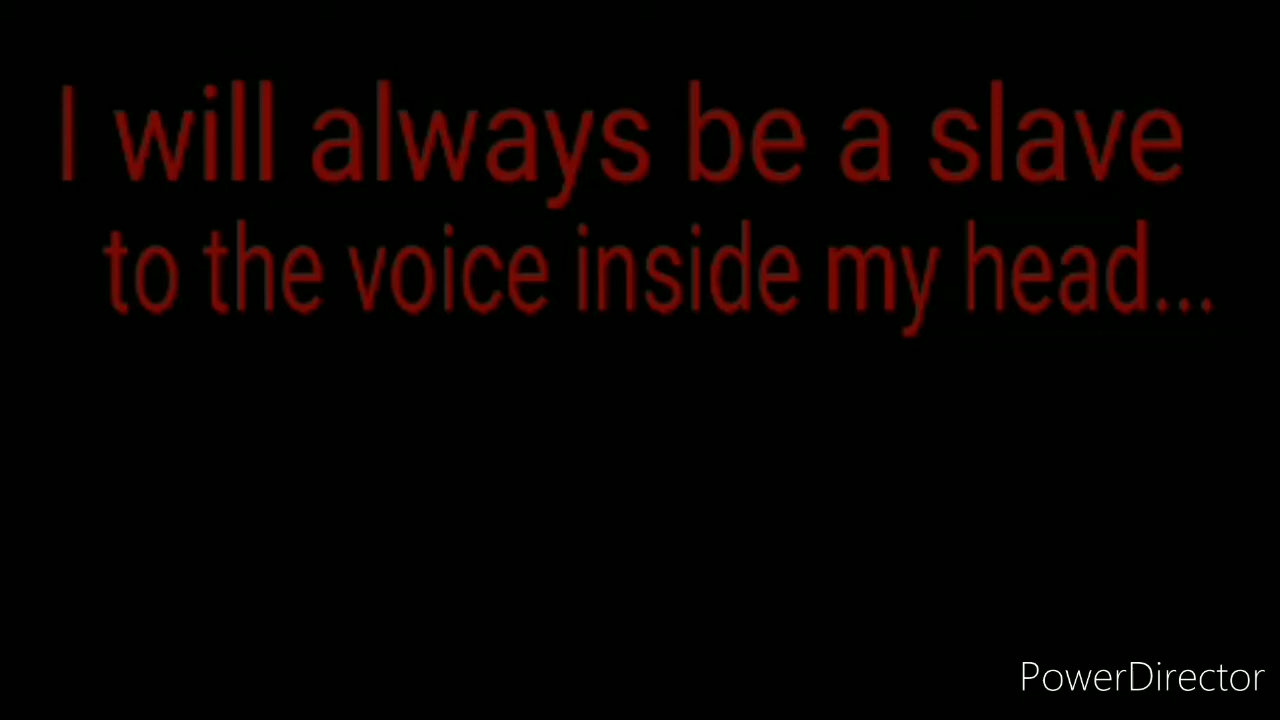 I will always be a slave
to the voice inside my head...
PowerDirector